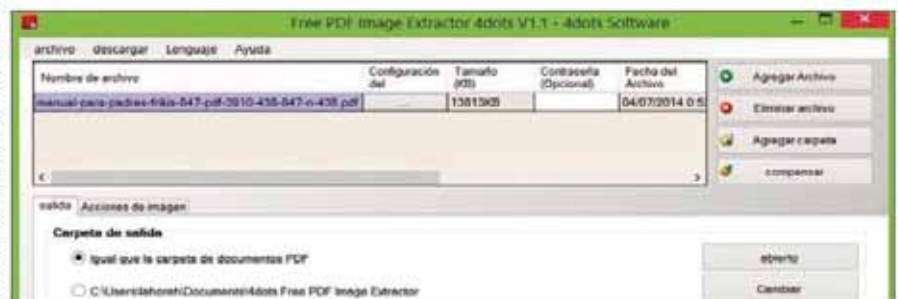 Free PDF Image Extractor 4dots V1.1 - 4dots Software
archivo descargar Lenguaje Ayuda
Nombre de archivo Configuración del Tamaño (KB) Contraseña (Opcional) Fecha del Archivo
manual-para-padres-frikis-847-pdf-3910-438-847-n-438.pdf ... 13813KB 04/07/2014 0:5
Agregar Archivo
Eliminar archivo
Agregar carpeta
compensar
salida Acciones de imagen
Carpeta de salida
Igual que la carpeta de documentos PDF
abierto
C:\Users\lahoreh\Documents\4dots Free PDF Image Extractor
Cambiar